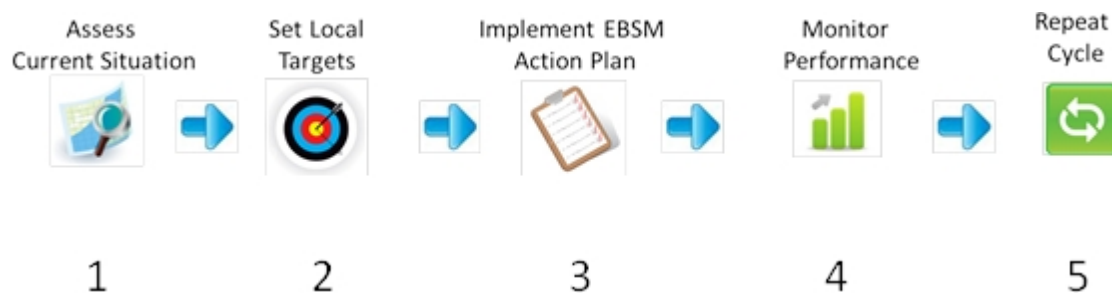 Assess
Current Situation
Set Local
Targets
Implement EBSM
Action Plan
Monitor
Performance
Repeat
Cycle
1
2
3
4
5